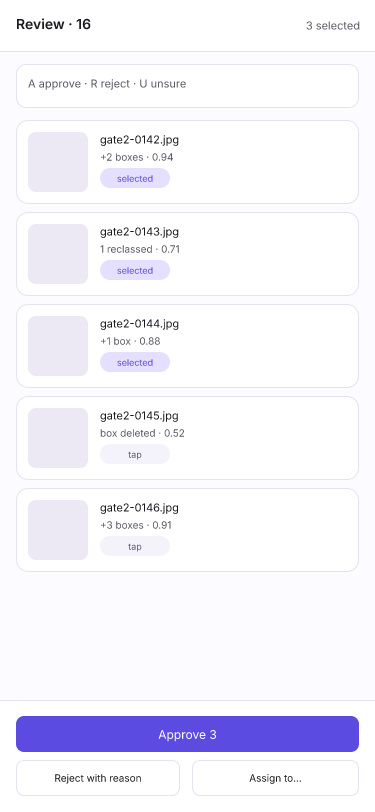 Review · 16
3 selected
A approve · R reject · U unsure
gate2-0142.jpg
+2 boxes · 0.94
selected
gate2-0143.jpg
1 reclassed · 0.71
selected
gate2-0144.jpg
+1 box · 0.88
selected
gate2-0145.jpg
box deleted · 0.52
tap
gate2-0146.jpg
+3 boxes · 0.91
tap
Approve 3
Reject with reason
Assign to…